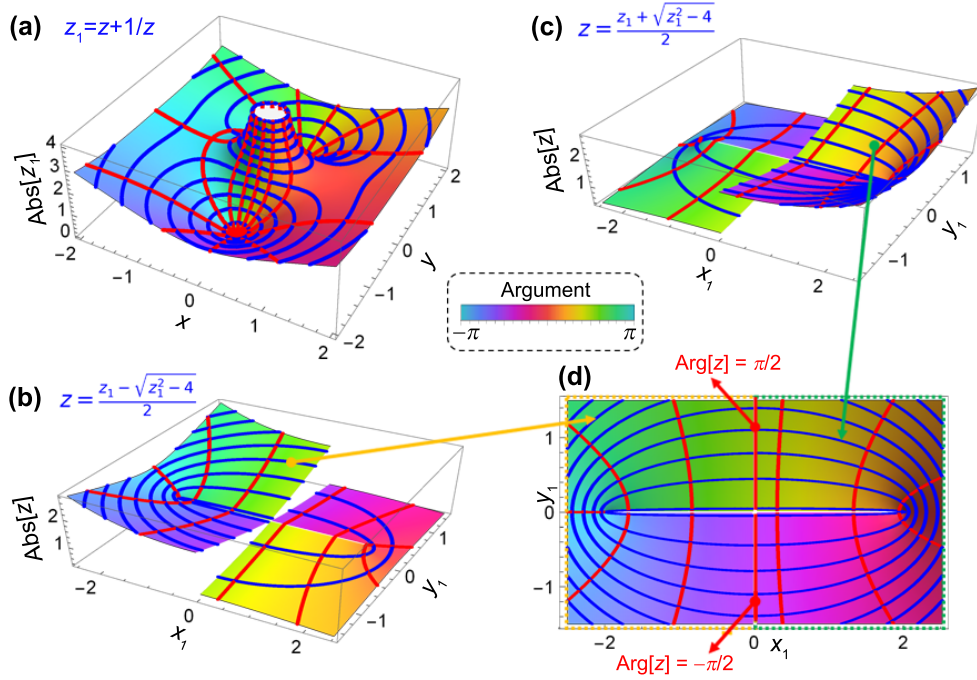 (a) z₁=z+1/z
Abs[z₁]
4
3
2
1
0
−2
−1
0
1
2
x
−2
−1
0
1
2
y
(c) z = (z₁ + √(z₁² − 4))/2
Abs[z]
2
1
−2
0
2
x₁
−1
0
1
y₁
Argument
−π
π
(b) z = (z₁ − √(z₁² − 4))/2
Abs[z]
2
1
−2
0
2
x₁
−1
0
1
y₁
(d)
Arg[z] = π/2
y₁
1
0
−1
−2
0
2
x₁
Arg[z] = −π/2